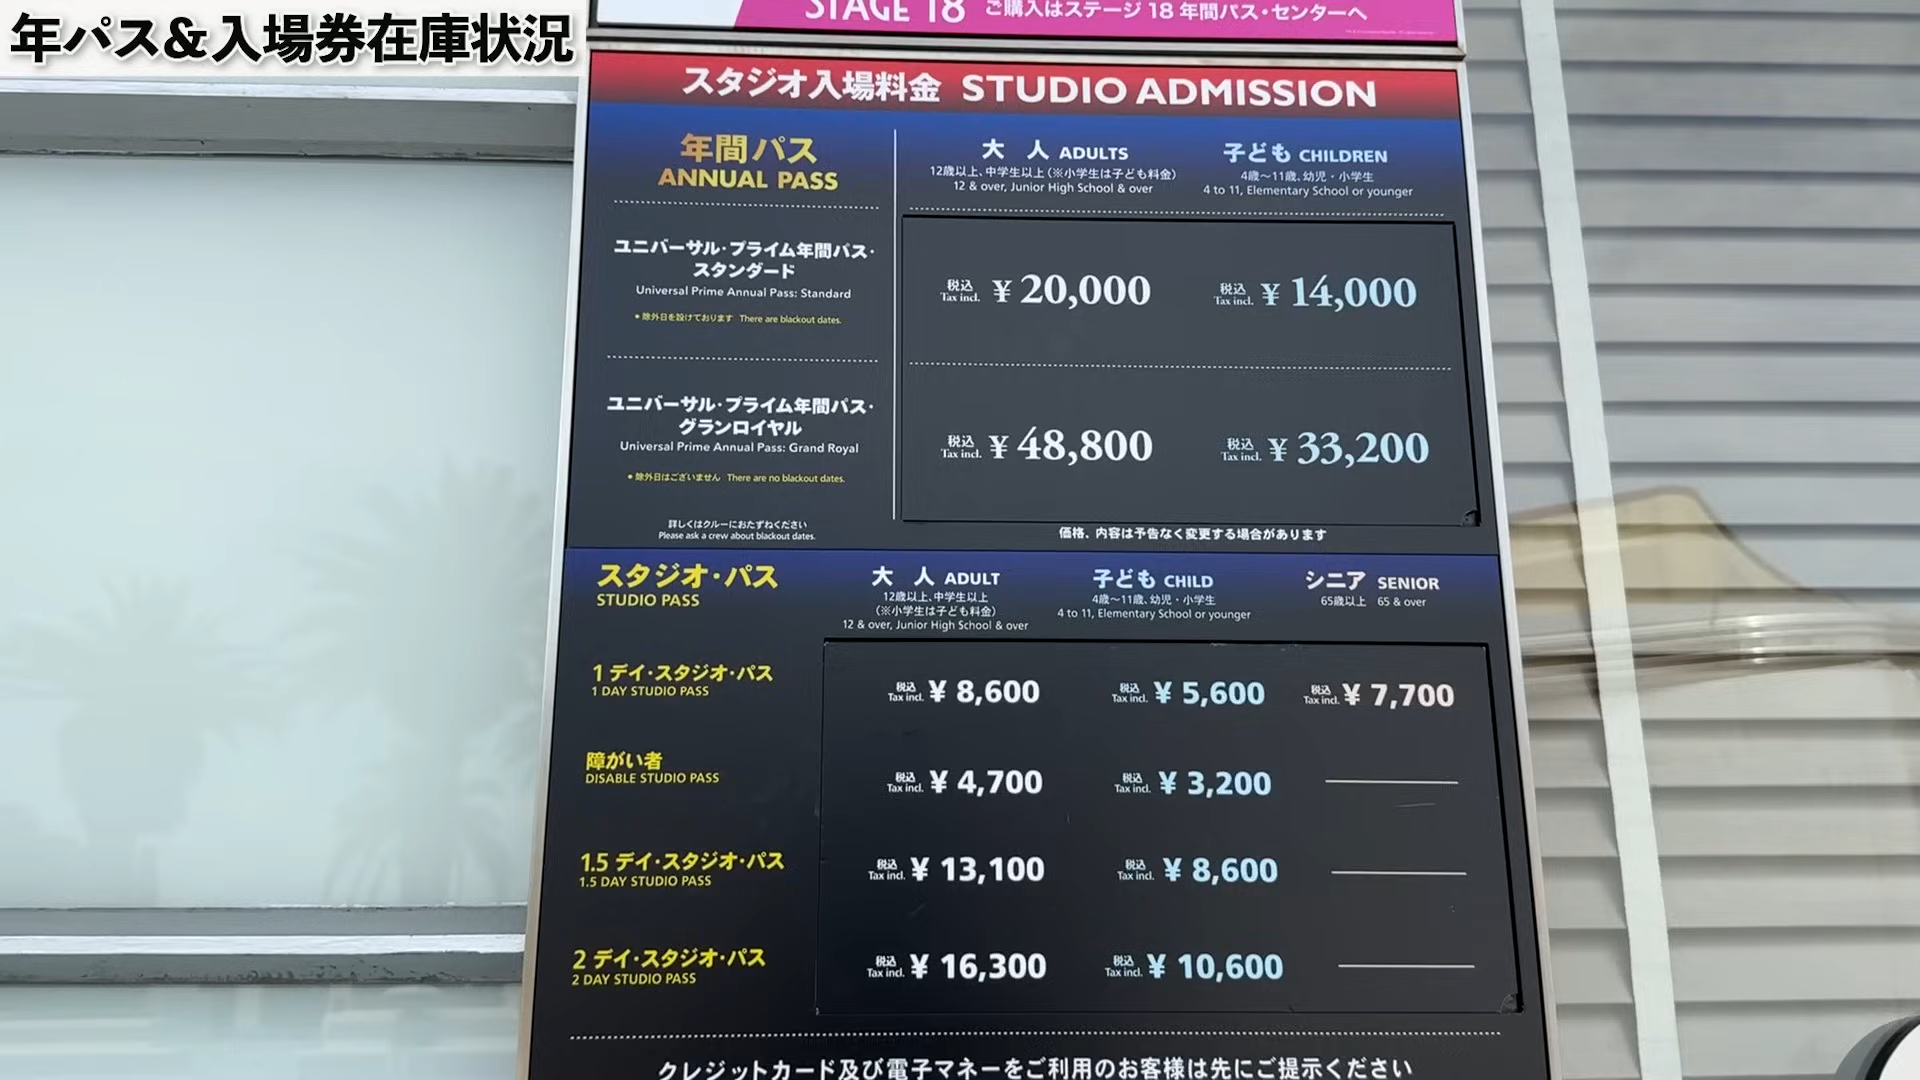 年パス&入場券在庫状況
STAGE 18 ご購入はステージ 18 年間パス・センターへ
スタジオ入場料金 STUDIO ADMISSION
年間パス
ANNUAL PASS
大 人 ADULTS
12歳以上、中学生以上(※小学生は子ども料金)
12 & over, Junior High School & over
子ども CHILDREN
4歳〜11歳、幼児・小学生
4 to 11, Elementary School or younger
ユニバーサル・プライム年間パス・
スタンダード
Universal Prime Annual Pass: Standard
• 除外日を設けております There are blackout dates.
税込 Tax incl. ¥ 20,000
税込 Tax incl. ¥ 14,000
ユニバーサル・プライム年間パス・
グランロイヤル
Universal Prime Annual Pass: Grand Royal
• 除外日はございません There are no blackout dates.
税込 Tax incl. ¥ 48,800
税込 Tax incl. ¥ 33,200
詳しくはクルーにおたずねください
Please ask a crew about blackout dates.
価格、内容は予告なく変更する場合があります
スタジオ・パス
STUDIO PASS
大 人 ADULT
12歳以上、中学生以上
(※小学生は子ども料金)
12 & over, Junior High School & over
子ども CHILD
4歳〜11歳、幼児・小学生
4 to 11, Elementary School or younger
シニア SENIOR
65歳以上 65 & over
1 デイ・スタジオ・パス
1 DAY STUDIO PASS
税込 Tax incl. ¥ 8,600
税込 Tax incl. ¥ 5,600
税込 Tax incl. ¥ 7,700
障がい者
DISABLE STUDIO PASS
税込 Tax incl. ¥ 4,700
税込 Tax incl. ¥ 3,200
1.5 デイ・スタジオ・パス
1.5 DAY STUDIO PASS
税込 Tax incl. ¥ 13,100
税込 Tax incl. ¥ 8,600
2 デイ・スタジオ・パス
2 DAY STUDIO PASS
税込 Tax incl. ¥ 16,300
税込 Tax incl. ¥ 10,600
クレジットカード及び電子マネーをご利用のお客様は先にご提示ください